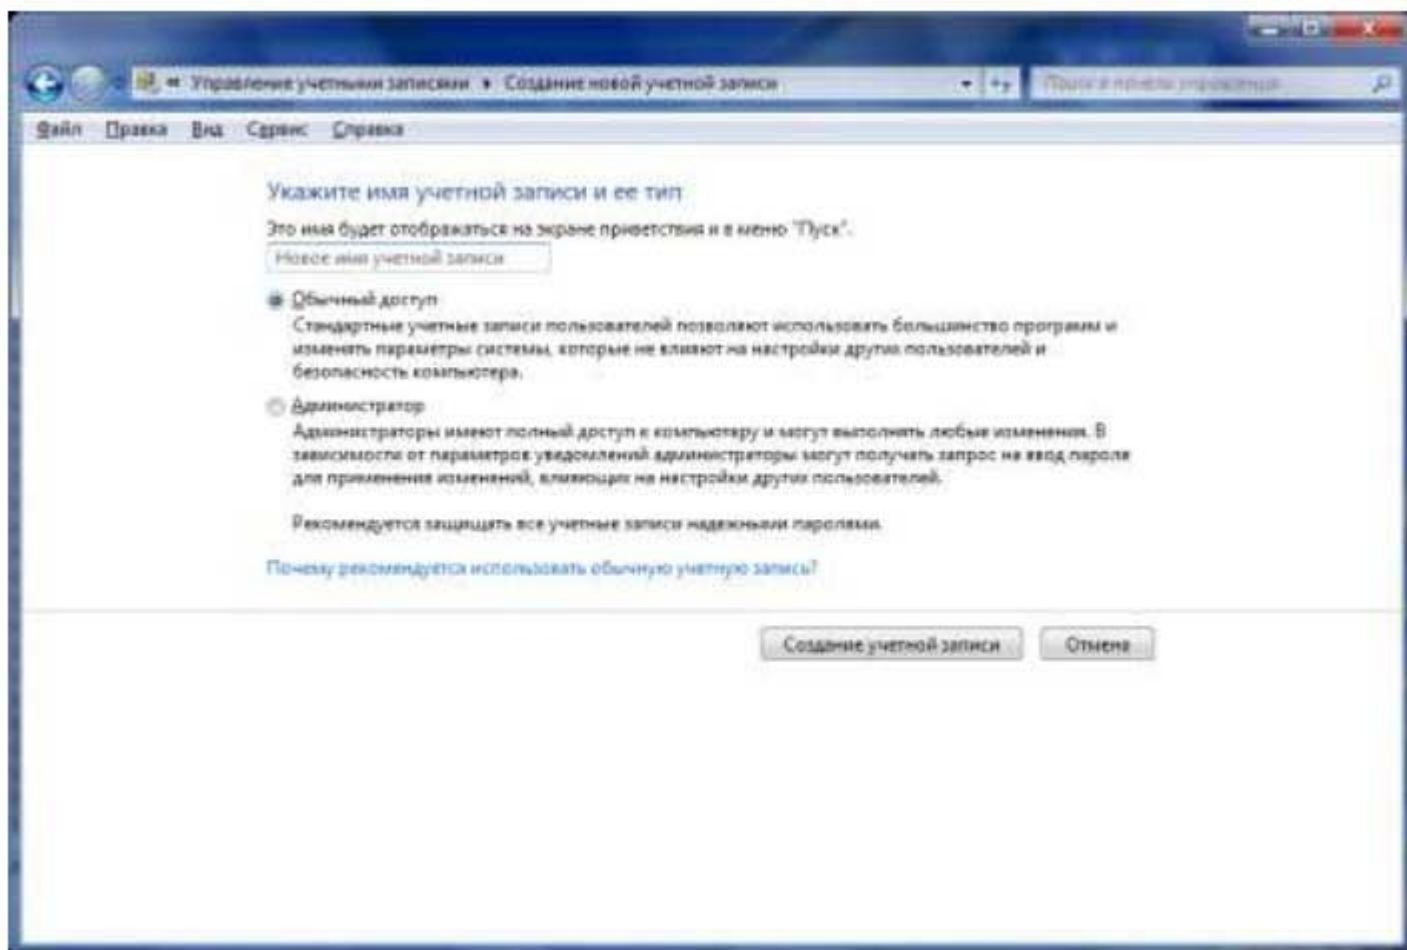 Управление учетными записями ▸ Создание новой учетной записи
Поиск в панели управления
Файл Правка Вид Сервис Справка
Укажите имя учетной записи и ее тип
Это имя будет отображаться на экране приветствия и в меню "Пуск".
Новое имя учетной записи
Обычный доступ
Стандартные учетные записи пользователей позволяют использовать большинство программ и
изменять параметры системы, которые не влияют на настройки других пользователей и
безопасность компьютера.
Администратор
Администраторы имеют полный доступ к компьютеру и могут выполнять любые изменения. В
зависимости от параметров уведомлений администраторы могут получать запрос на ввод пароля
для применения изменений, влияющих на настройки других пользователей.
Рекомендуется защищать все учетные записи надежными паролями.
Почему рекомендуется использовать обычную учетную запись?
Создание учетной записи Отмена